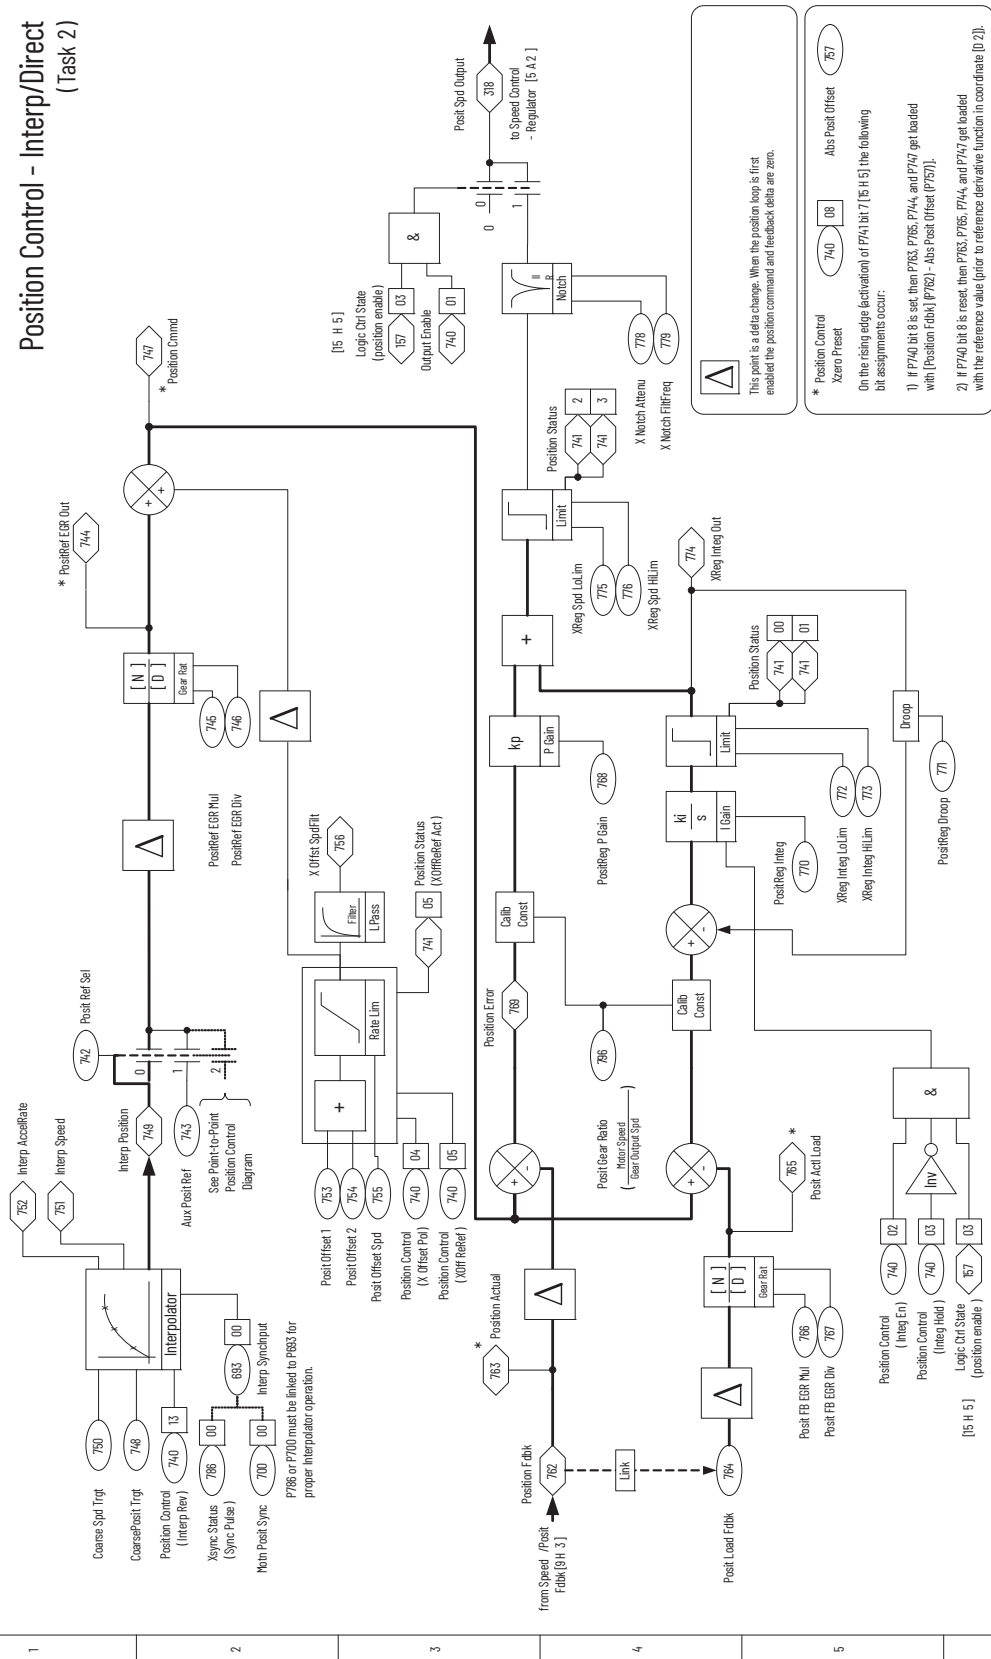 Position Control - Interp/Direct
(Task 2)
1
2
3
4
5
752
Interp AccelRate
751
Interp Speed
Interpolator
Coarse Spd Trgt
750
CoarsePosit Trgt
748
Position Control
(Interp Rev)
740
13
Xsync Status
(Sync Pulse)
786
00
Motn Posit Sync
700
00
693
00
Interp SyncInput
P786 or P700 must be linked to P693 for
proper Interpolator operation.
Interp Position
749
742
Posit Ref Sel
0
1
2
Aux Posit Ref
743
See Point-to-Point
Position Control
Diagram
Δ
[ N ]
[ D ]
Gear Rat
745
746
PositRef EGR Mul
PositRef EGR Div
* PositRef EGR Out
744
+
+
747
* Position Cmmd
Δ
Posit Offset 1
753
Posit Offset 2
754
Posit Offset Spd
755
Position Control
(X Offset Pol)
740
04
Position Control
(XOff ReRef)
740
05
+
Rate Lim
Filter
LPass
X Offst SpdFilt
756
741
05
Position Status
(XOffReRef Act)
from Speed /Posit
Fdbk [9 H 3]
Position Fdbk
762
*
763
Position Actual
Δ
+
-
Position Error
769
Calib
Const
kp
P Gain
768
PositReg P Gain
+
Limit
775
776
XReg Spd LoLim
XReg Spd HiLim
Position Status
741
2
741
3
Notch
778
779
X Notch Attenu
X Notch FiltFreq
[15 H 5]
Logic Ctrl State
(position enable)
157
03
Output Enable
740
01
&
0
0
1
Posit Spd Output
318
to Speed Control
- Regulator [5 A 2]
Link
Posit Load Fdbk
764
Δ
[ N ]
[ D ]
Gear Rat
766
767
Posit FB EGR Mul
Posit FB EGR Div
765
*
Posit Actl Load
+
-
Posit Gear Ratio
(Motor Speed
Gear Output Spd)
796
Calib
Const
+
-
ki
s
I Gain
770
PositReg Integ
Limit
772
773
XReg Integ LoLim
XReg Integ HiLim
Position Status
741
00
741
01
774
XReg Integ Out
Droop
771
PositReg Droop
Position Control
(Integ En)
740
02
Position Control
(Integ Hold)
740
03
Inv
Logic Ctrl State
(position enable)
157
03
[15 H 5]
&
Δ
This point is a delta change. When the position loop is first
enabled the position command and feedback delta are zero.
* Position Control
Xzero Preset
740
08
Abs Posit Offset
757
On the rising edge (activation) of P741 bit 7 [15 H 5] the following
bit assignments occur:
1) If P740 bit 8 is set, then P763, P765, P744, and P747 get loaded
with [Position Fdbk] (P762) - Abs Posit Offset (P757)].
2) If P740 bit 8 is reset, then P763, P765, P744, and P747 get loaded
with the reference value (prior to reference derivative function in coordinate [D 2]).